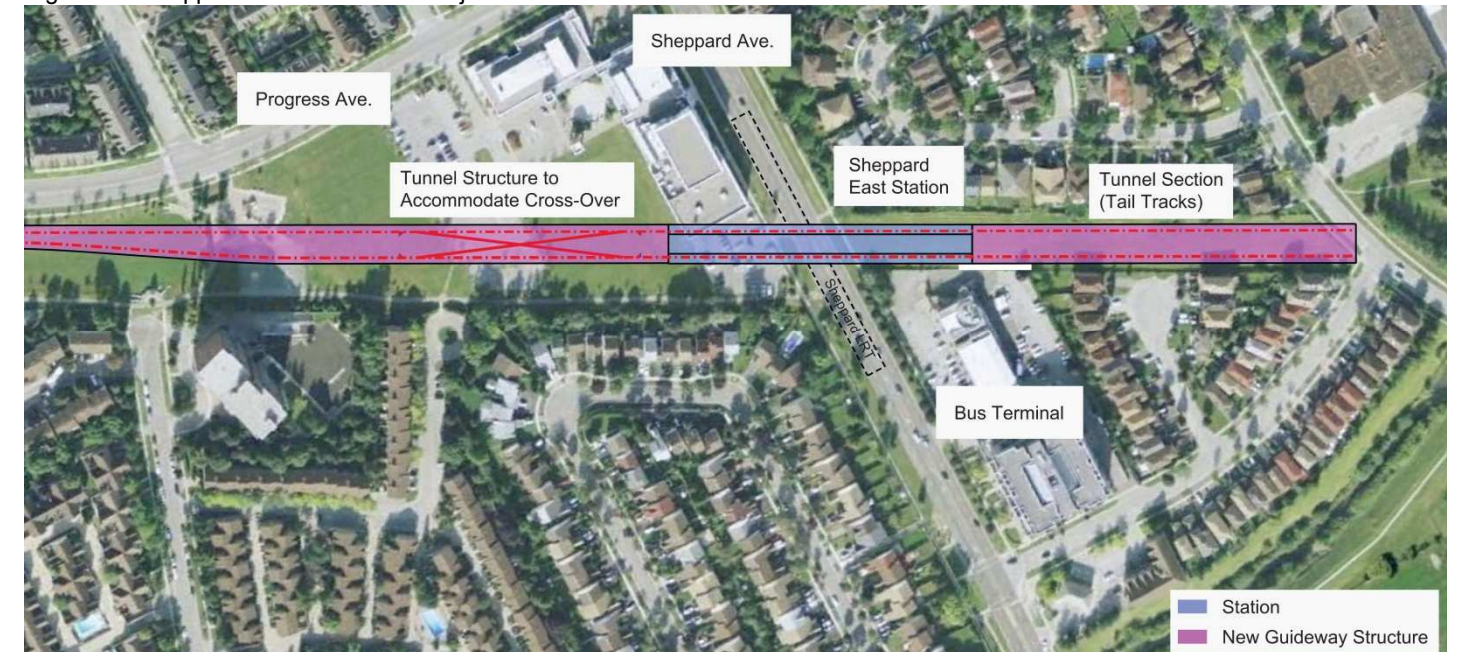 Sheppard Ave.
Progress Ave.
Tunnel Structure to
Accommodate Cross-Over
Sheppard
East Station
Tunnel Section
(Tail Tracks)
Sheppard LRT
Bus Terminal
Station
New Guideway Structure